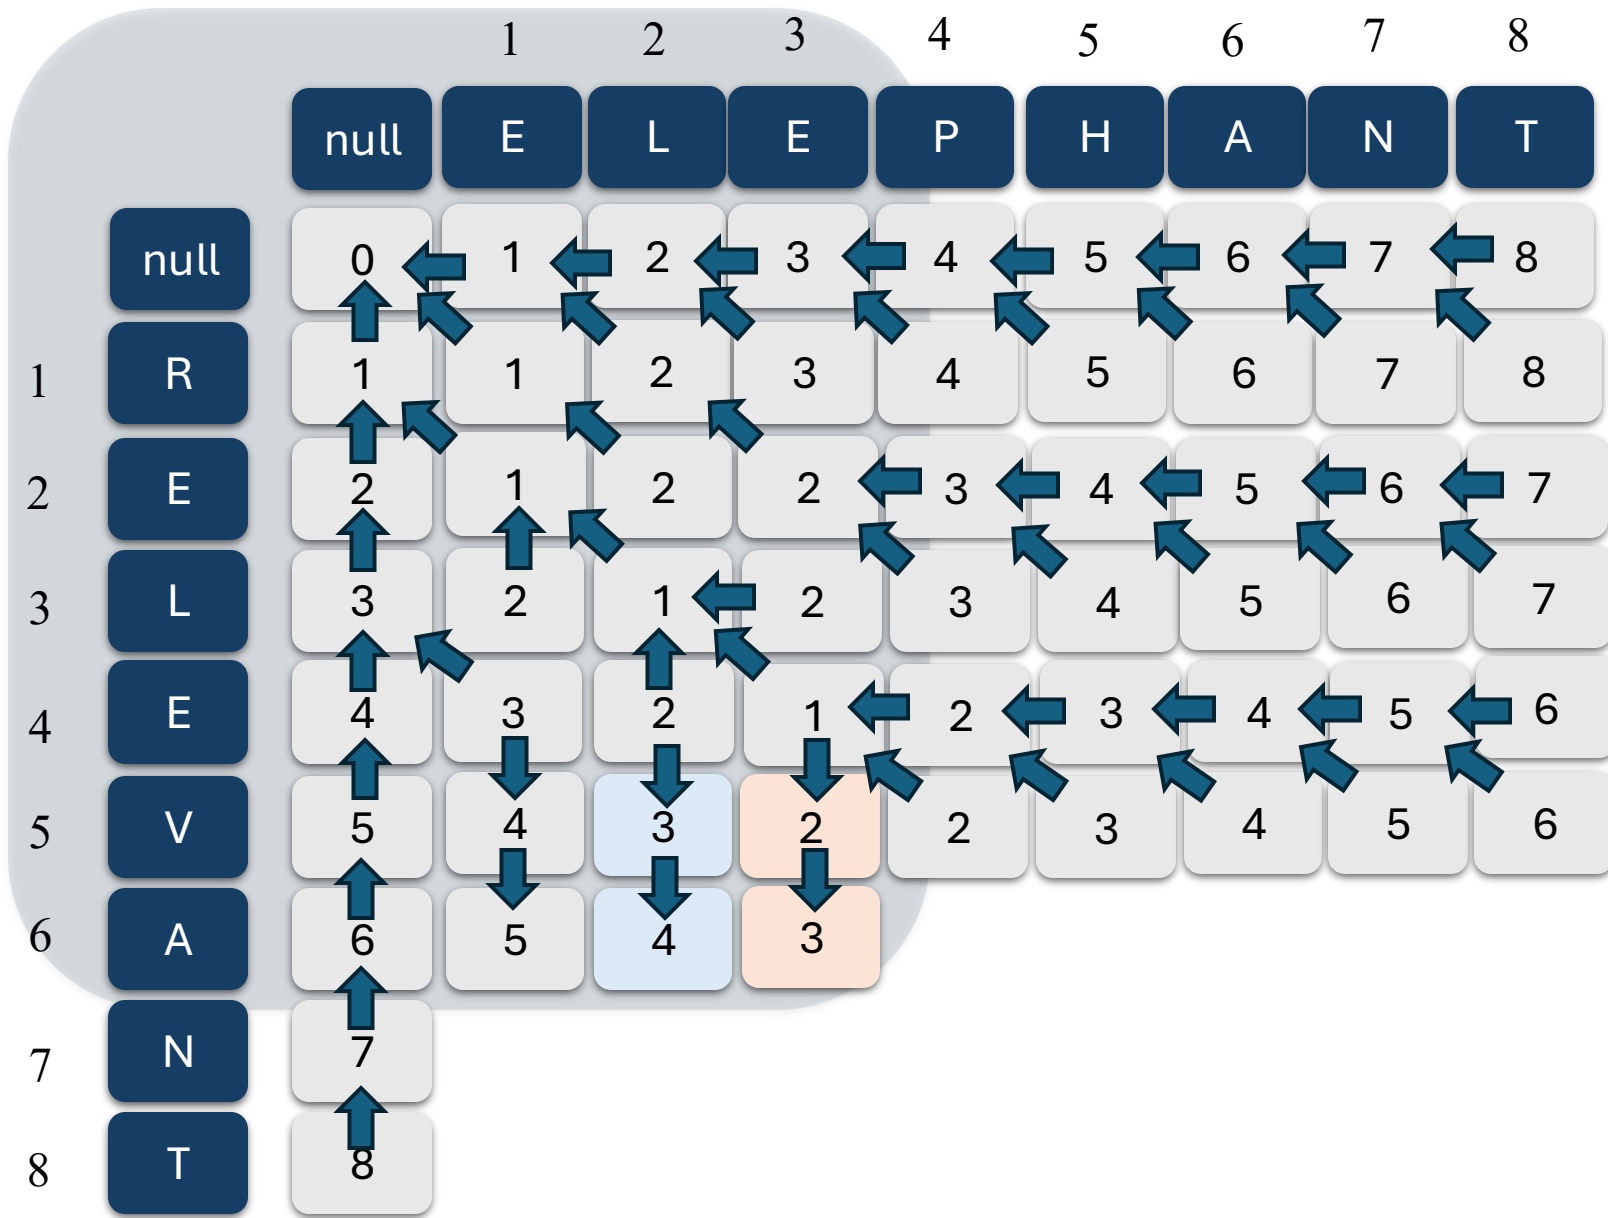 1 2 3 4 5 6 7 8
null E L E P H A N T
null 0 1 2 3 4 5 6 7 8
1 R 1 1 2 3 4 5 6 7 8
2 E 2 1 2 2 3 4 5 6 7
3 L 3 2 1 2 3 4 5 6 7
4 E 4 3 2 1 2 3 4 5 6
5 V 5 4 3 2 2 3 4 5 6
6 A 6 5 4 3
7 N 7
8 T 8